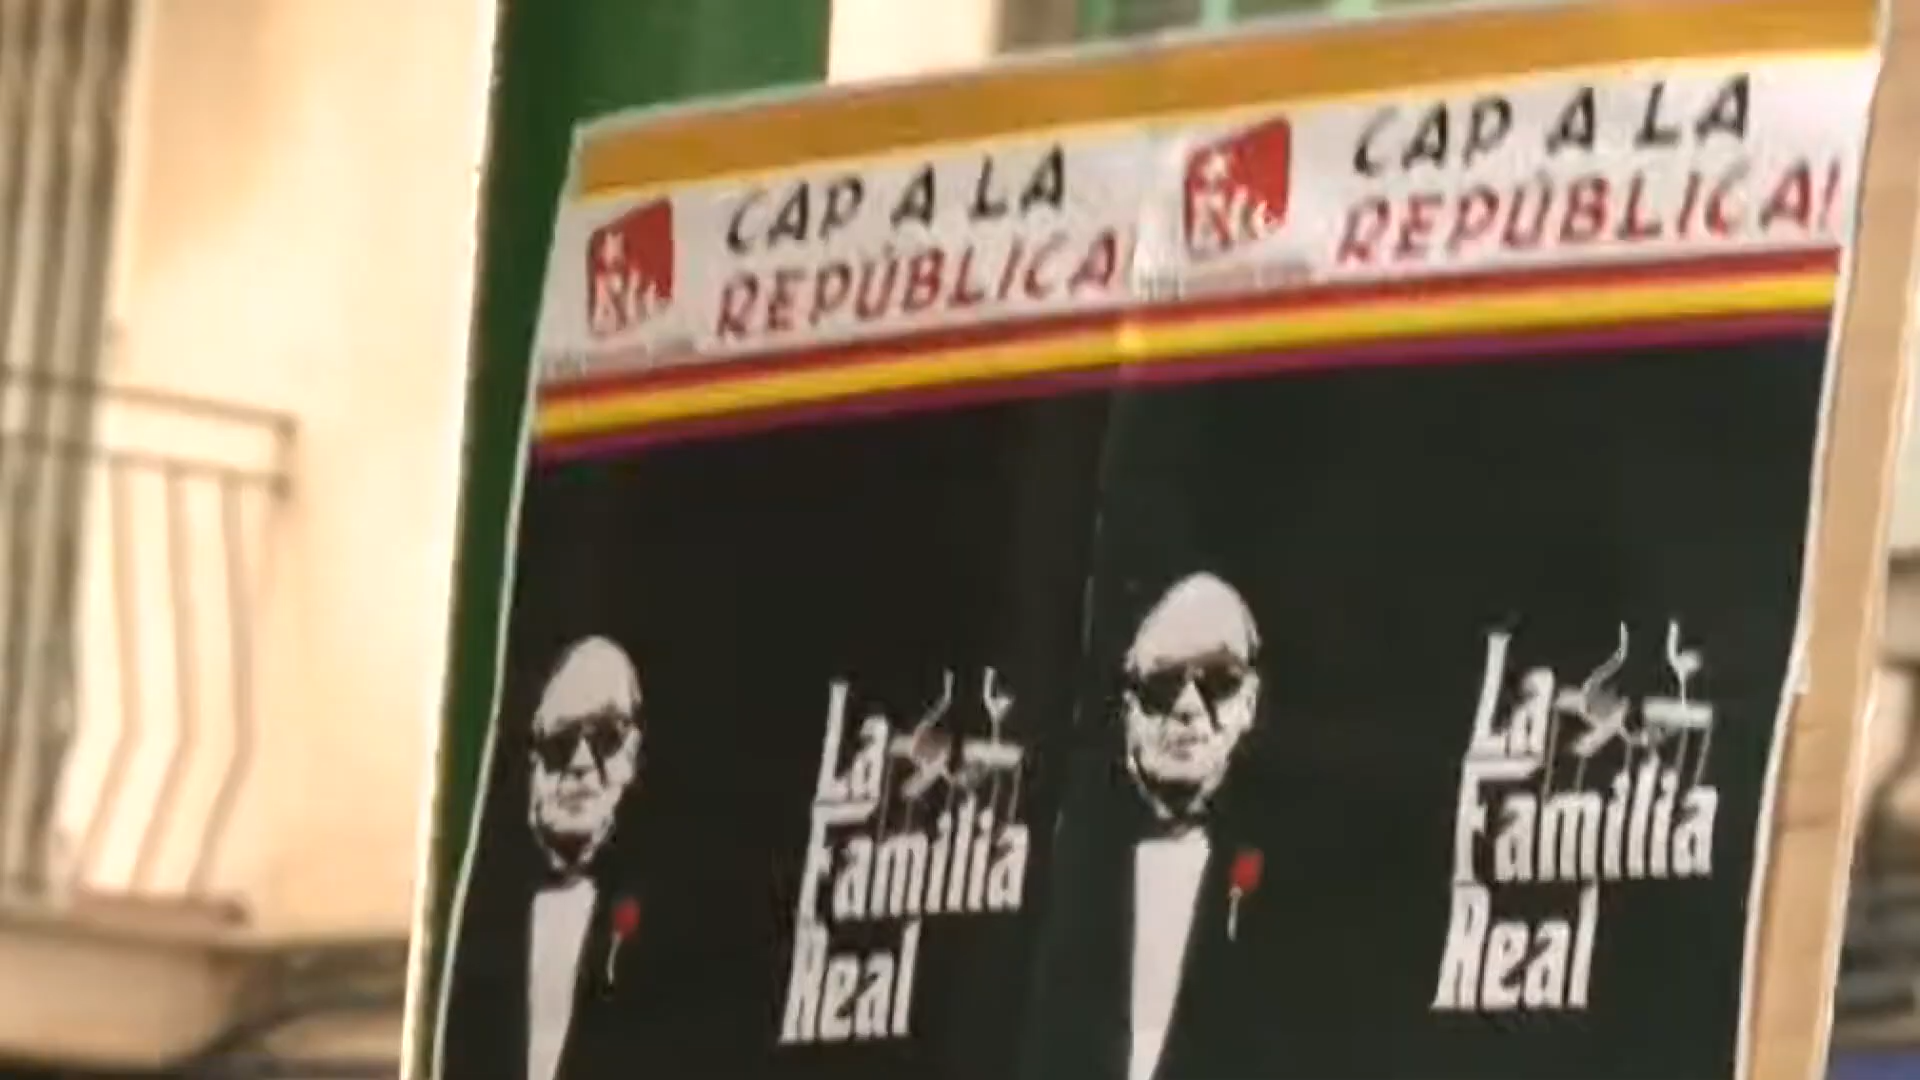 CAP A LA
REPÚBLICA!
CAP A LA
REPÚBLICA!
La
Familia
Real
La
Familia
Real